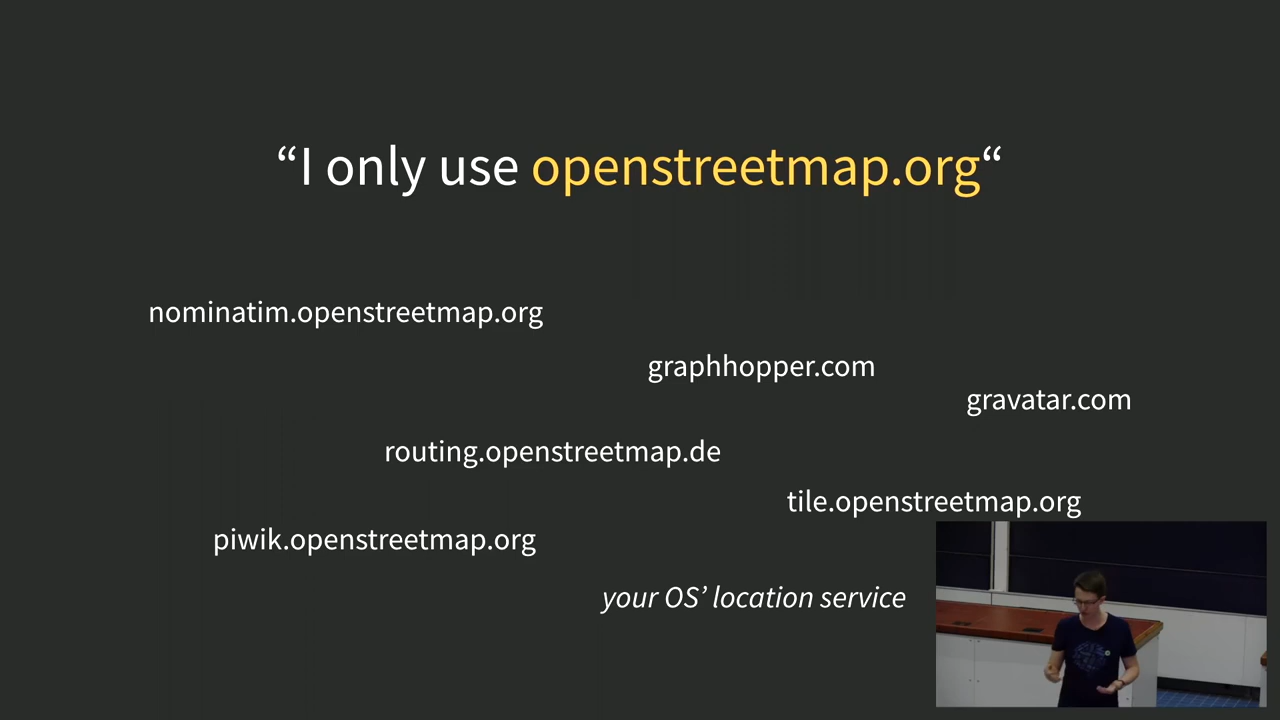 “I only use openstreetmap.org“
nominatim.openstreetmap.org
graphhopper.com
gravatar.com
routing.openstreetmap.de
tile.openstreetmap.org
piwik.openstreetmap.org
your OS’ location service